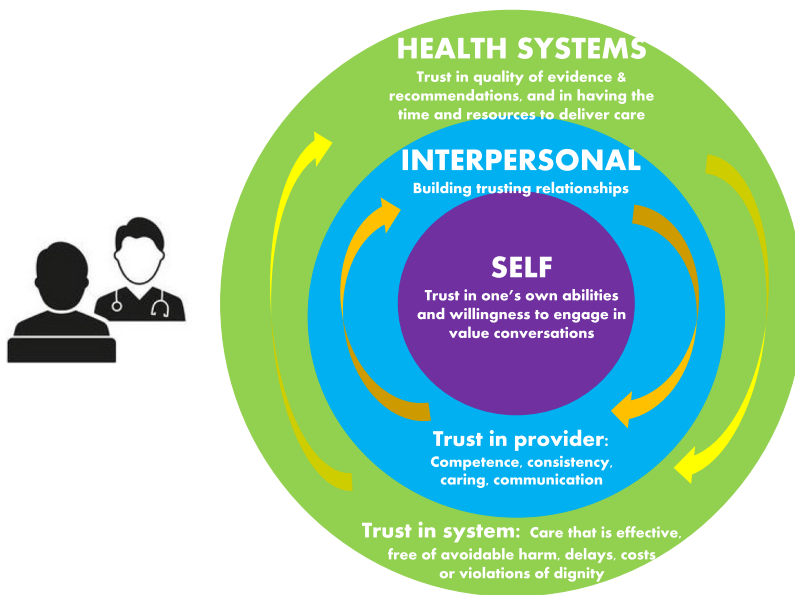 HEALTH SYSTEMS
Trust in quality of evidence &
recommendations, and in having the
time and resources to deliver care
INTERPERSONAL
Building trusting relationships
SELF
Trust in one's own abilities
and willingness to engage in
value conversations
Trust in provider:
Competence, consistency,
caring, communication
Trust in system: Care that is effective,
free of avoidable harm, delays, costs
or violations of dignity